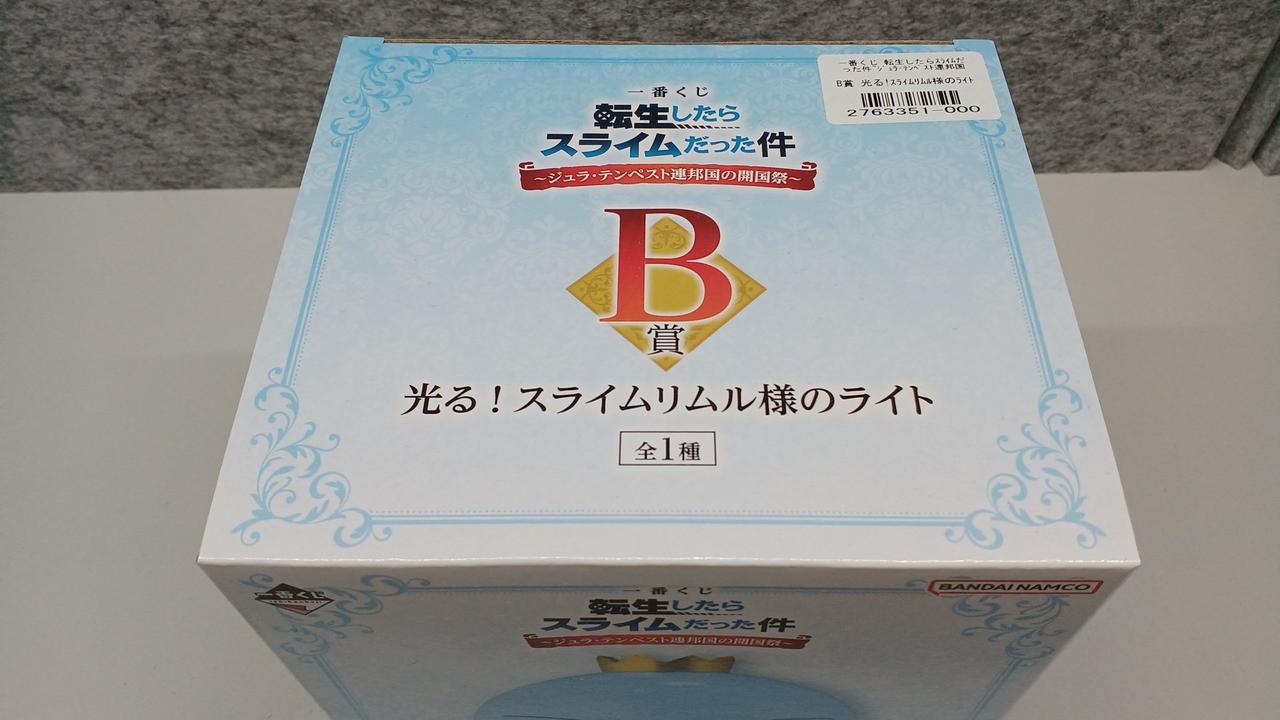 一番くじ 転生したらスライムだ
った件~ジュラ・テンペスト連邦国
B賞 光る!スライムリムル様のライト
2763351-000
一番くじ
転生したら
スライムだった件
~ジュラ・テンペスト連邦国の開国祭~
B
賞
光る!スライムリムル様のライト
全1種
一番くじ
BANDAI NAMCO
一番くじ
転生したら
スライムだった件
~ジュラ・テンペスト連邦国の開国祭~